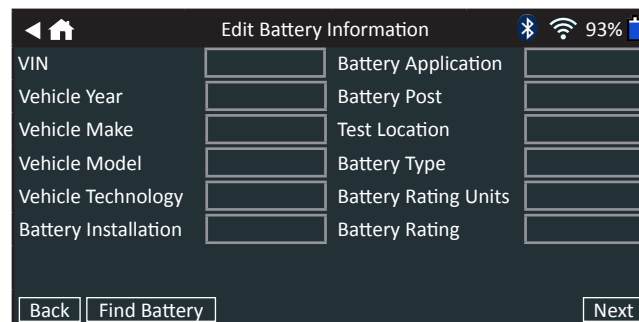 Edit Battery Information 93%
VIN Battery Application
Vehicle Year Battery Post
Vehicle Make Test Location
Vehicle Model Battery Type
Vehicle Technology Battery Rating Units
Battery Installation Battery Rating
Back Find Battery Next